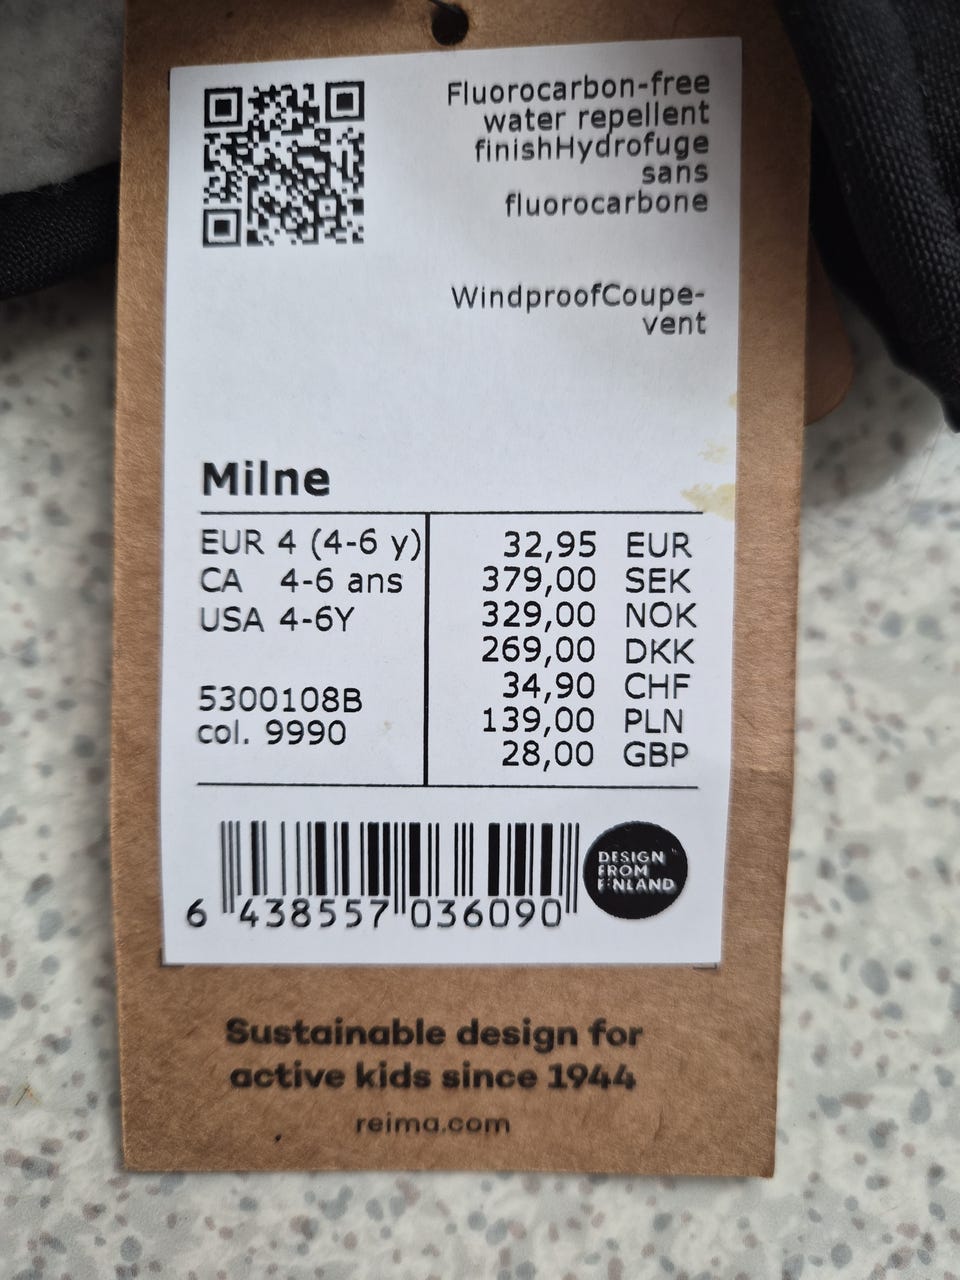 Fluorocarbon-free
water repellent
finishHydrofuge
sans
fluorocarbone
WindproofCoupe-
vent
Milne
EUR 4 (4-6 y)
CA 4-6 ans
USA 4-6Y
5300108B
col. 9990
32,95 EUR
379,00 SEK
329,00 NOK
269,00 DKK
34,90 CHF
139,00 PLN
28,00 GBP
6 438557 036090
DESIGN
FROM
FINLAND
Sustainable design for
active kids since 1944
reima.com